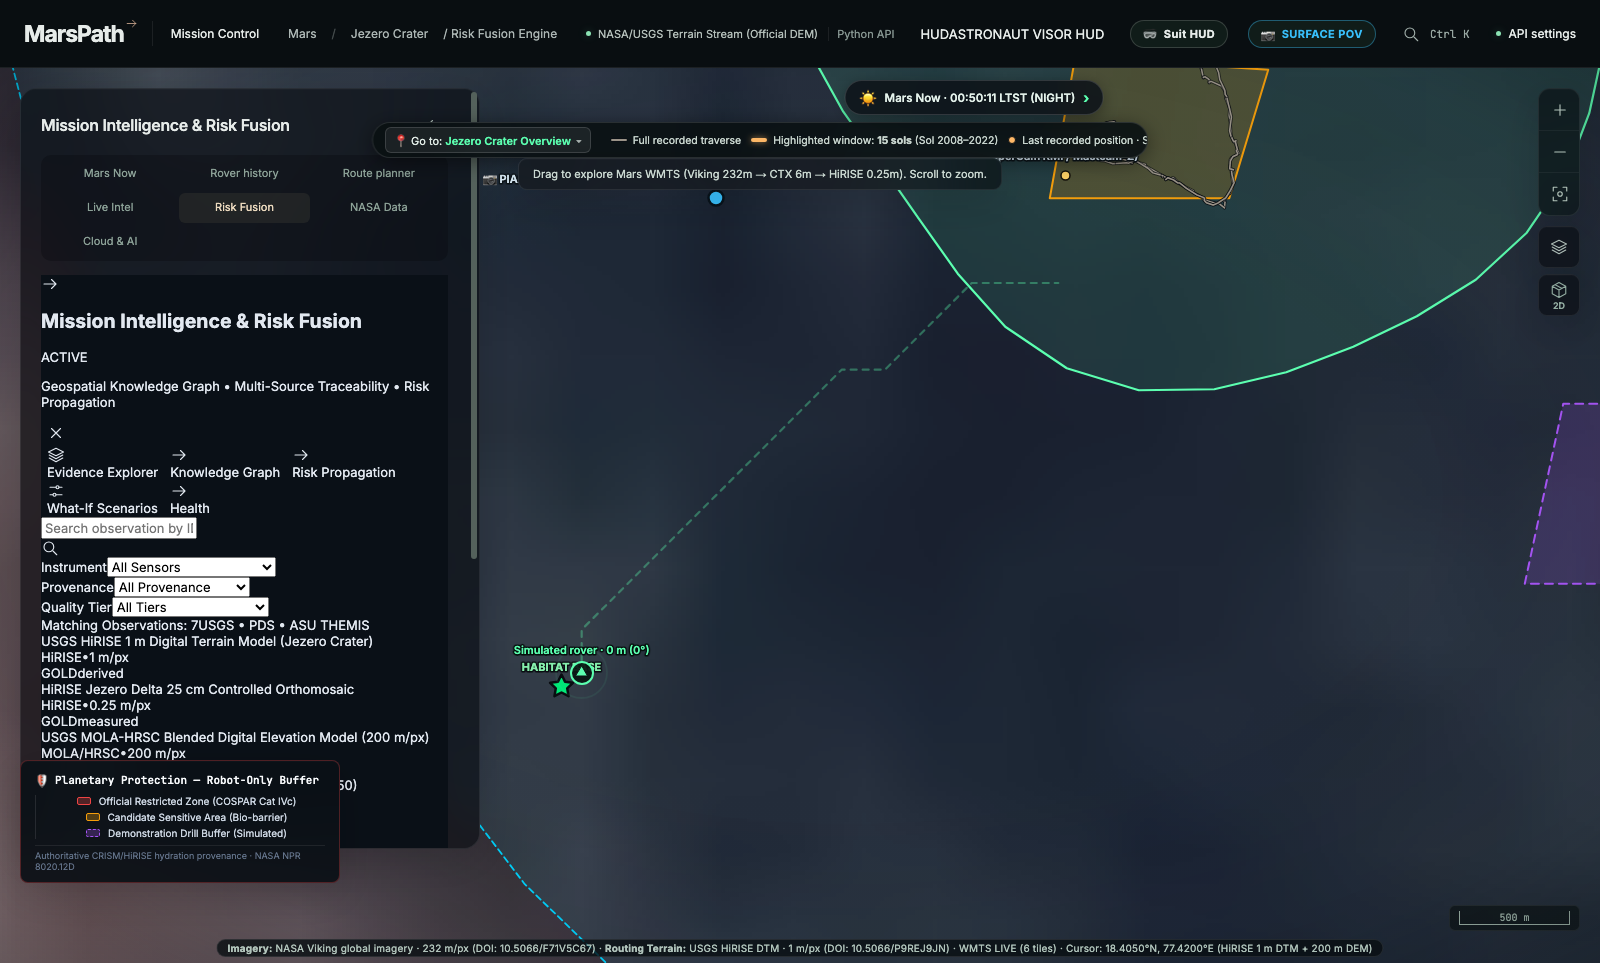 MarsPath
Mission Control
Mars / Jezero Crater / Risk Fusion Engine
NASA/USGS Terrain Stream (Official DEM)
Python API
HUDASTRONAUT VISOR HUD
Suit HUD
SURFACE POV
Ctrl K
API settings
Mars Now · 00:50:11 LTST (NIGHT) ›
Go to: Jezero Crater Overview
Full recorded traverse
Highlighted window: 15 sols (Sol 2008–2022)
Last recorded position · S
Drag to explore Mars WMTS (Viking 232m → CTX 6m → HiRISE 0.25m). Scroll to zoom.
PIA
2D
Mission Intelligence & Risk Fusion
Mars Now
Rover history
Route planner
Live Intel
Risk Fusion
NASA Data
Cloud & AI
Mission Intelligence & Risk Fusion
ACTIVE
Geospatial Knowledge Graph • Multi-Source Traceability • Risk
Propagation
Evidence Explorer
Knowledge Graph
Risk Propagation
What-If Scenarios
Health
Search observation by I
Instrument All Sensors
Provenance All Provenance
Quality Tier All Tiers
Matching Observations: 7USGS • PDS • ASU THEMIS
USGS HiRISE 1 m Digital Terrain Model (Jezero Crater)
HiRISE•1 m/px
GOLDderived
HiRISE Jezero Delta 25 cm Controlled Orthomosaic
HiRISE•0.25 m/px
GOLDmeasured
USGS MOLA-HRSC Blended Digital Elevation Model (200 m/px)
MOLA/HRSC•200 m/px
50)
Planetary Protection — Robot-Only Buffer
Official Restricted Zone (COSPAR Cat IVc)
Candidate Sensitive Area (Bio-barrier)
Demonstration Drill Buffer (Simulated)
Authoritative CRISM/HiRISE hydration provenance · NASA NPR
8020.12D
Simulated rover · 0 m (0°)
HABITAT
500 m
Imagery: NASA Viking global imagery · 232 m/px (DOI: 10.5066/F71V5C67) · Routing Terrain: USGS HiRISE DTM · 1 m/px (DOI: 10.5066/P9REJ9JN) · WMTS LIVE (6 tiles) · Cursor: 18.4050°N, 77.4200°E (HiRISE 1 m DTM + 200 m DEM)